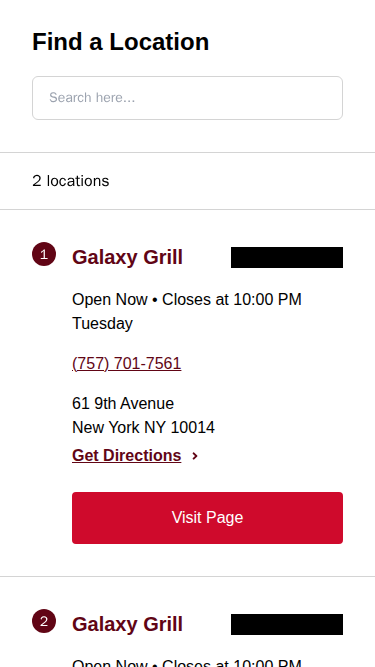 Find a Location
Search here...
2 locations
1
Galaxy Grill
Open Now • Closes at 10:00 PM
Tuesday
(757) 701-7561
61 9th Avenue
New York NY 10014
Get Directions
Visit Page
2
Galaxy Grill
Open Now • Closes at 10:00 PM